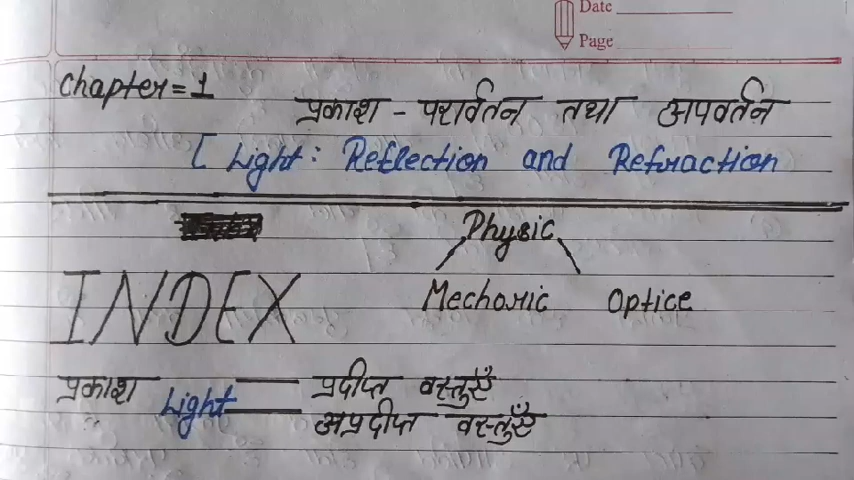 Date
Page
Chapter = 1
प्रकाश - परावर्तन तथा अपवर्तन
[ Light : Reflection and Refraction
Physic
INDEX
Mechanic Optice
प्रकाश Light प्रदीप्त वस्तुएँ
अप्रदीप्त वस्तुएँ